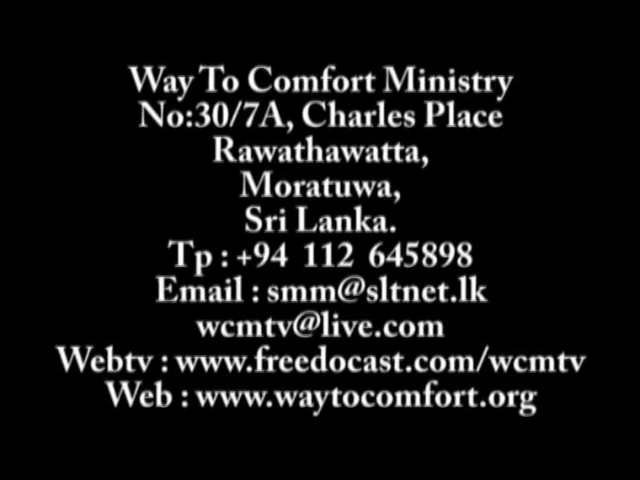 Way To Comfort Ministry
No:30/7A, Charles Place
Rawathawatta,
Moratuwa,
Sri Lanka.
Tp : +94 112 645898
Email : smm@sltnet.lk
wcmtv@live.com
Webtv : www.freedocast.com/wcmtv
Web : www.waytocomfort.org